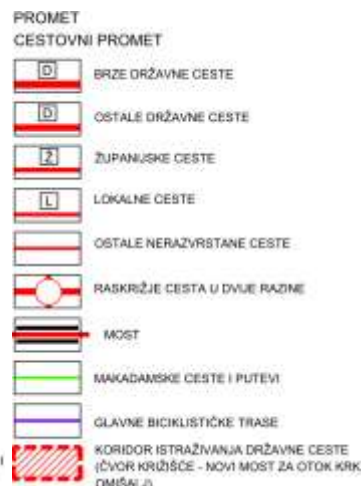 PROMET
CESTOVNI PROMET
D BRZE DRŽAVNE CESTE
D OSTALE DRŽAVNE CESTE
Ž ŽUPANIJSKE CESTE
L LOKALNE CESTE
OSTALE NERAZVRSTANE CESTE
RASKRIŽJE CESTA U DVIJE RAZINE
MOST
MAKADAMSKE CESTE I PUTEVI
GLAVNE BICIKLISTIČKE TRASE
KORIDOR ISTRAŽIVANJA DRŽAVNE CESTE
(ČVOR KRIŽIŠĆE - NOVI MOST ZA OTOK KRK
OMIŠALJ)